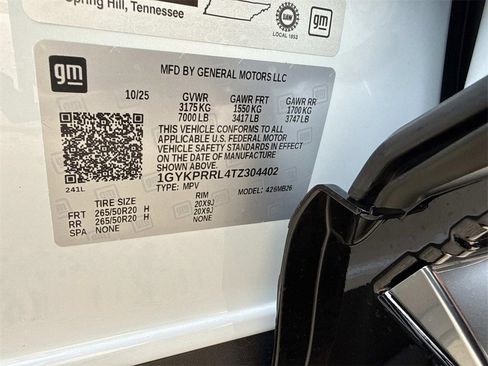 Spring Hill, Tennessee
UAW
LOCAL 1853
gm
gm
MFD BY GENERAL MOTORS LLC
10/25 GVWR GAWR FRT GAWR RR
3175 KG 1550 KG 1700 KG
7000 LB 3417 LB 3747 LB
THIS VEHICLE CONFORMS TO ALL
APPLICABLE U.S. FEDERAL MOTOR
VEHICLE SAFETY STANDARDS IN
EFFECT ON THE DATE OF MANUFACTURE
SHOWN ABOVE.
1GYKPRRL4TZ304402
TYPE: MPV MODEL: 426MB26
241L
TIRE SIZE RIM
FRT 265/50R20 H 20X9J
RR 265/50R20 H 20X9J
SPA NONE NONE